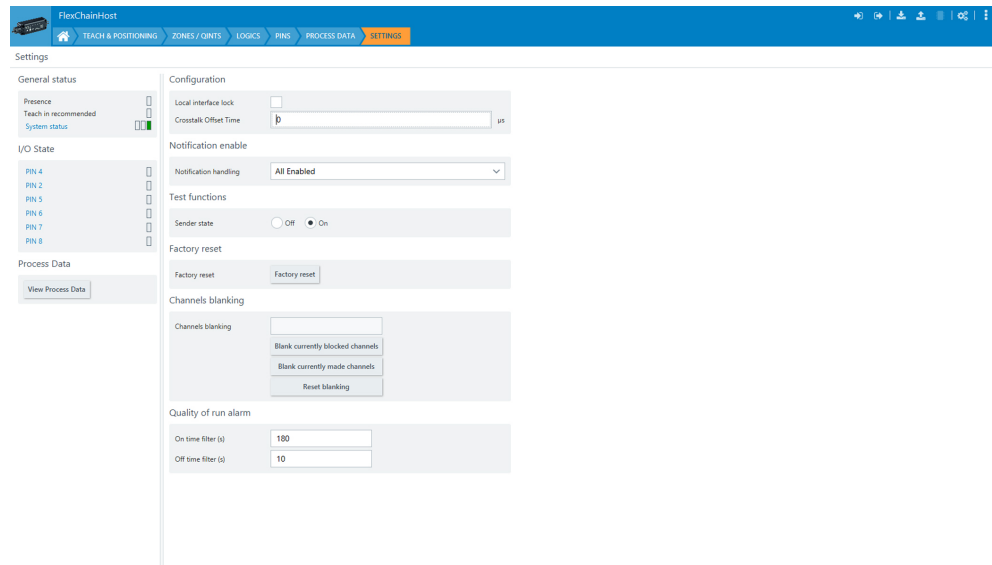 FlexChainHost
TEACH & POSITIONING ZONES / QINTS LOGICS PINS PROCESS DATA SETTINGS
Settings
General status
Presence
Teach in recommended
System status
I/O State
PIN 4
PIN 2
PIN 5
PIN 6
PIN 7
PIN 8
Process Data
View Process Data
Configuration
Local interface lock
Crosstalk Offset Time 0 µs
Notification enable
Notification handling All Enabled
Test functions
Sender state Off On
Factory reset
Factory reset Factory reset
Channels blanking
Channels blanking
Blank currently blocked channels
Blank currently made channels
Reset blanking
Quality of run alarm
On time filter (s) 180
Off time filter (s) 10